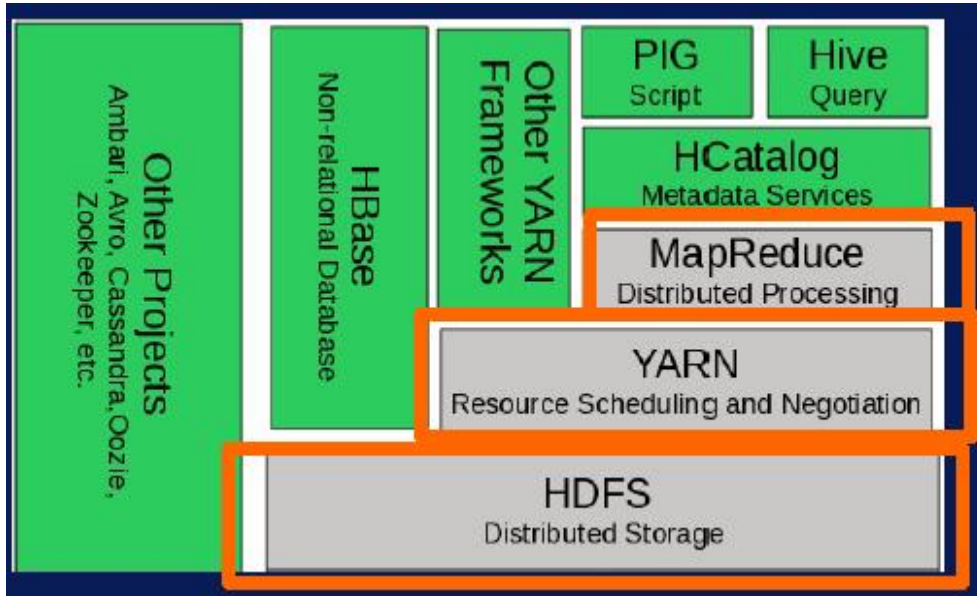 Other Projects
Ambari, Avro, Cassandra,Oozie,
Zookeeper, etc.
HBase
Non-relational Database
Other YARN
Frameworks
PIG
Script
Hive
Query
HCatalog
Metadata Services
MapReduce
Distributed Processing
YARN
Resource Scheduling and Negotiation
HDFS
Distributed Storage